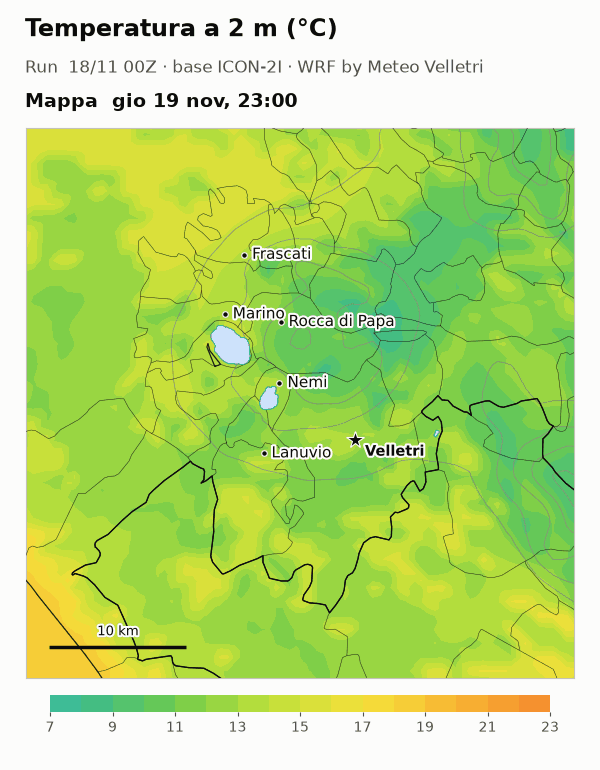 Temperatura a 2 m (°C)
Run  18/11 00Z · base ICON-2I · WRF by Meteo Velletri
Mappa  gio 19 nov, 23:00
Frascati
Marino
Rocca di Papa
Nemi
Velletri
Lanuvio
10 km
7 9 11 13 15 17 19 21 23